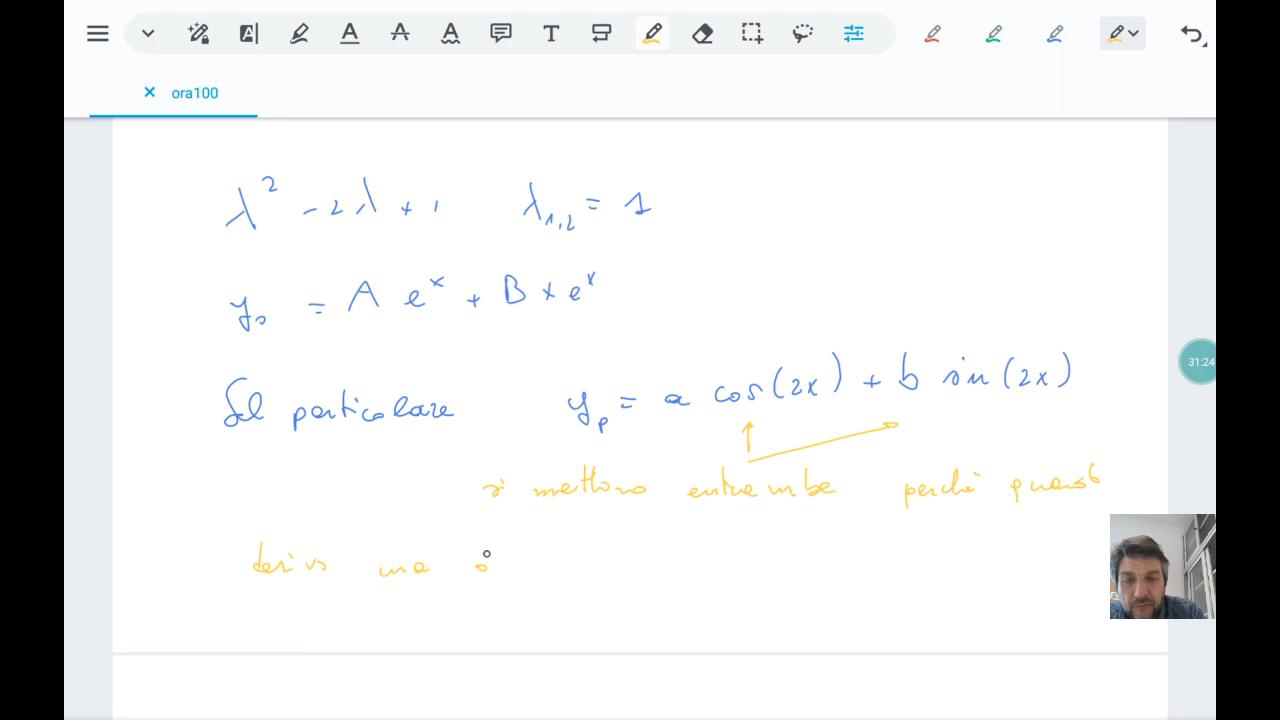 ora100
λ² - 2λ + 1 λ₁,₂ = 1
y₀ = A eˣ + B x eˣ
31:24
Sol particolare yₚ = a cos(2x) + b sin(2x)
si mettono entrambe perché quando
derivo una o